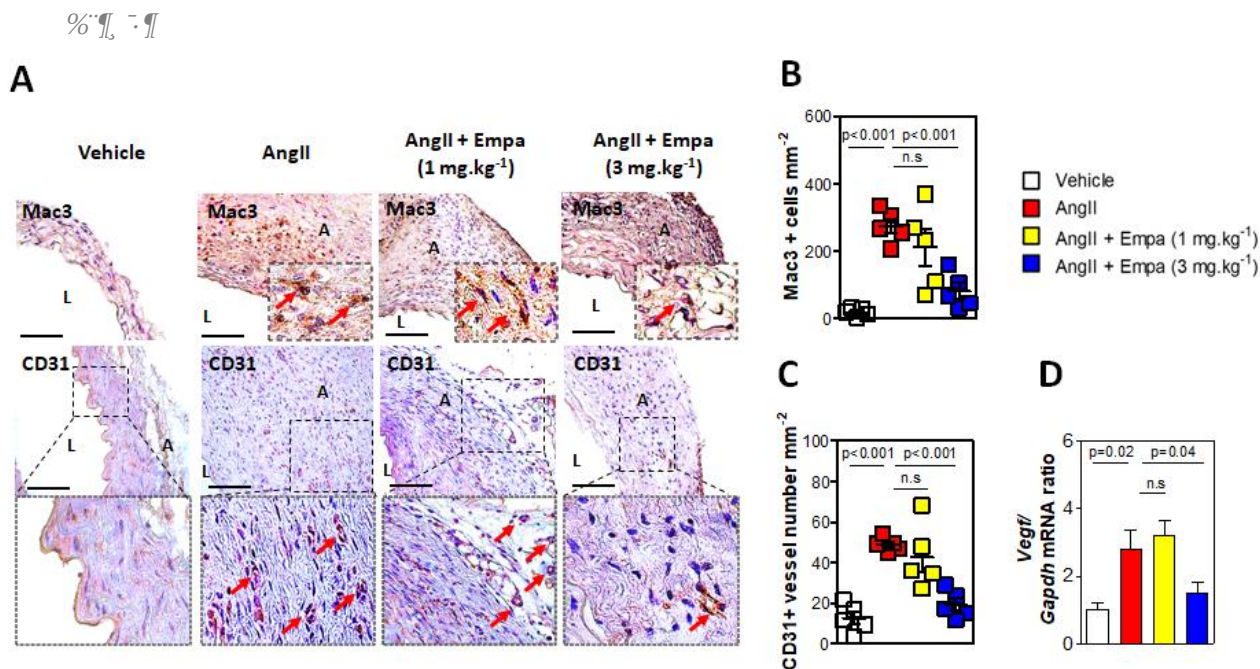 A
Vehicle
AngII
AngII + Empa
(1 mg.kg⁻¹)
AngII + Empa
(3 mg.kg⁻¹)
Mac3
L
Mac3
A
L
Mac3
A
L
Mac3
A
L
CD31
L
A
CD31
A
L
CD31
A
L
CD31
A
L
B
Mac3 + cells mm⁻²
600
400
200
0
p<0.001
p<0.001
n.s
Vehicle
AngII
AngII + Empa (1 mg.kg⁻¹)
AngII + Empa (3 mg.kg⁻¹)
C
CD31+ vessel number mm⁻²
100
80
60
40
20
0
p<0.001
p<0.001
n.s
D
Vegf/
Gapdh mRNA ratio
6
4
2
0
p=0.02
p=0.04
n.s